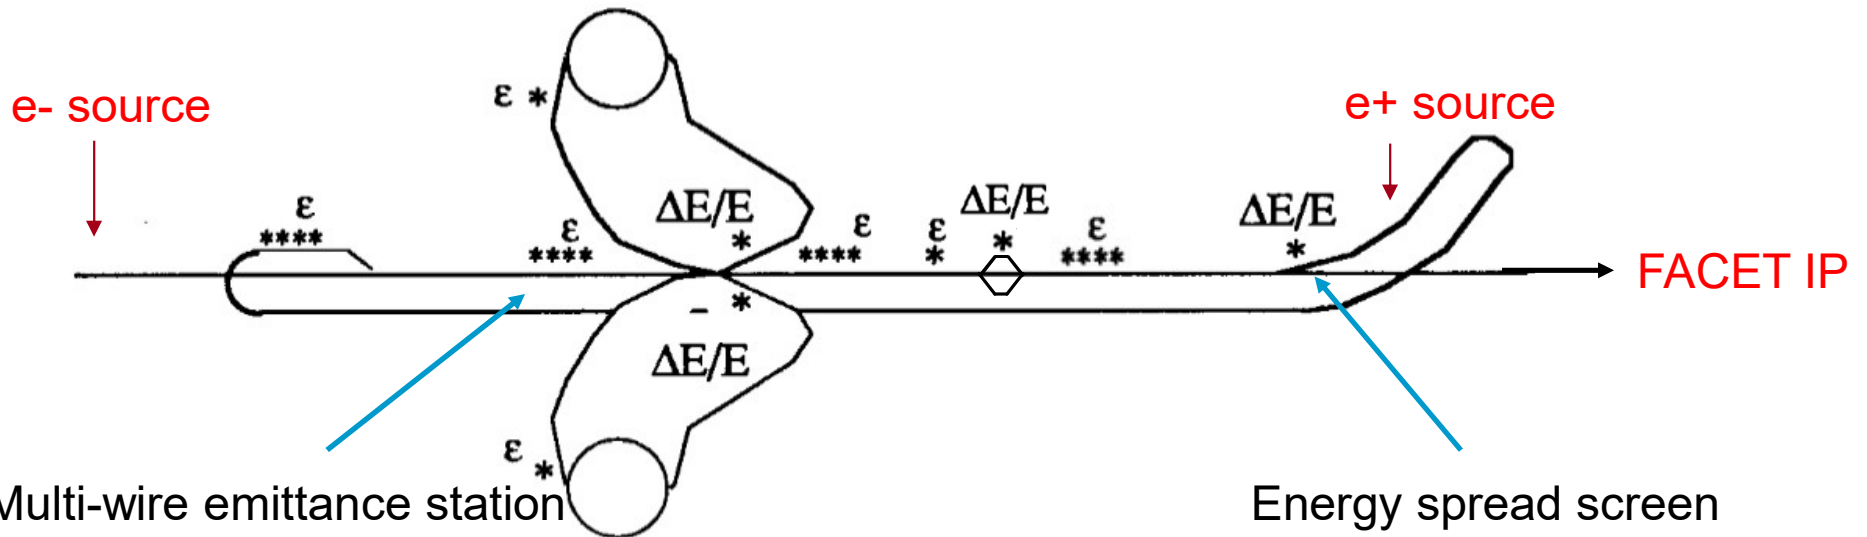 ε *
e- source
e+ source
ε
****
ε
****
ΔE/E
*
ε
****
ε
*
ΔE/E
*
ε
****
ΔE/E
*
FACET IP
*
ΔE/E
ε
*
Multi-wire emittance station
Energy spread screen